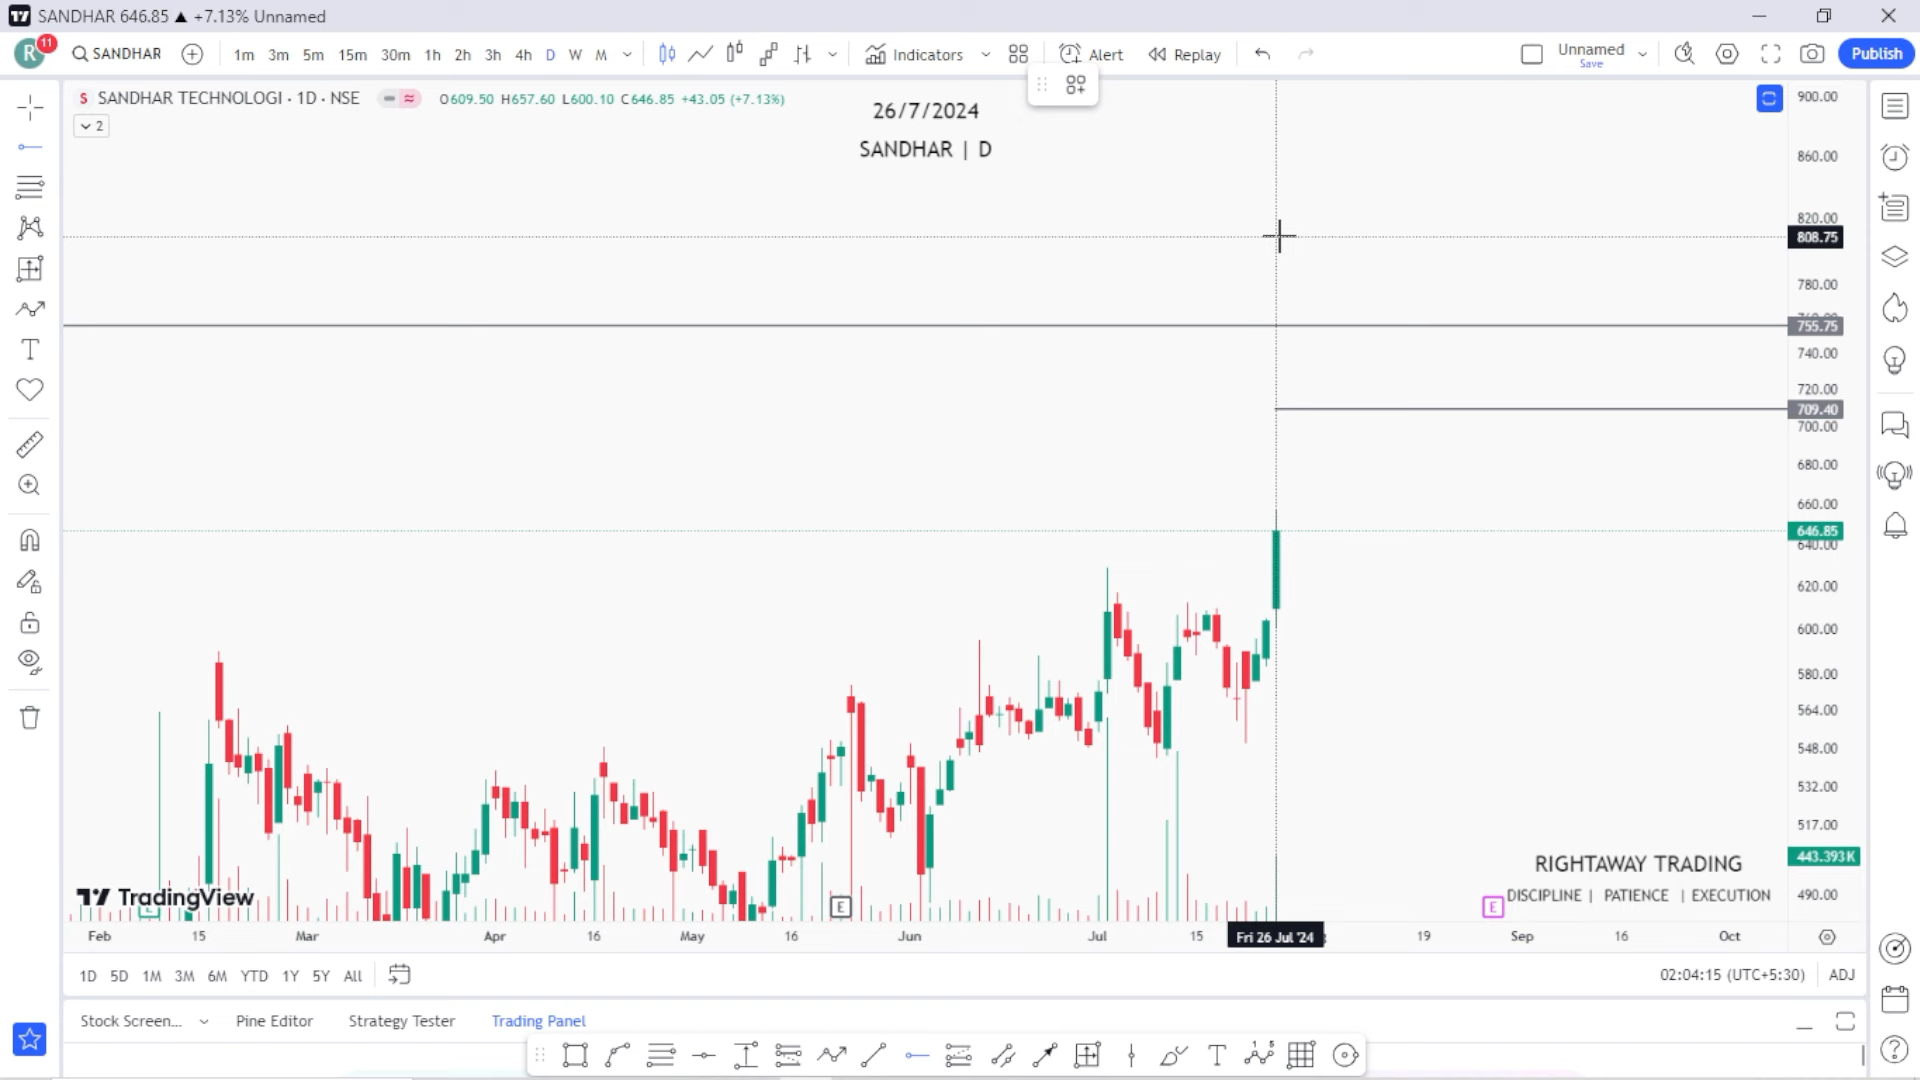 SANDHAR 646.85 ▲ +7.13% Unnamed
R 11 SANDHAR 1m 3m 5m 15m 30m 1h 2h 3h 4h D W M Indicators Alert Replay Unnamed Save Publish
S SANDHAR TECHNOLOGI · 1D · NSE O609.50 H657.60 L600.10 C646.85 +43.05 (+7.13%)
2
26/7/2024
SANDHAR | D
900.00
860.00
820.00
808.75
780.00
755.75
740.00
720.00
709.40
700.00
680.00
660.00
646.85
640.00
620.00
600.00
580.00
564.00
548.00
532.00
517.00
443.393K
490.00
RIGHTAWAY TRADING
DISCIPLINE | PATIENCE | EXECUTION
TradingView
E E
Feb 15 Mar Apr 16 May 16 Jun Jul 15 Fri 26 Jul '24 19 Sep 16 Oct
1D 5D 1M 3M 6M YTD 1Y 5Y All 02:04:15 (UTC+5:30) ADJ
Stock Screen... Pine Editor Strategy Tester Trading Panel